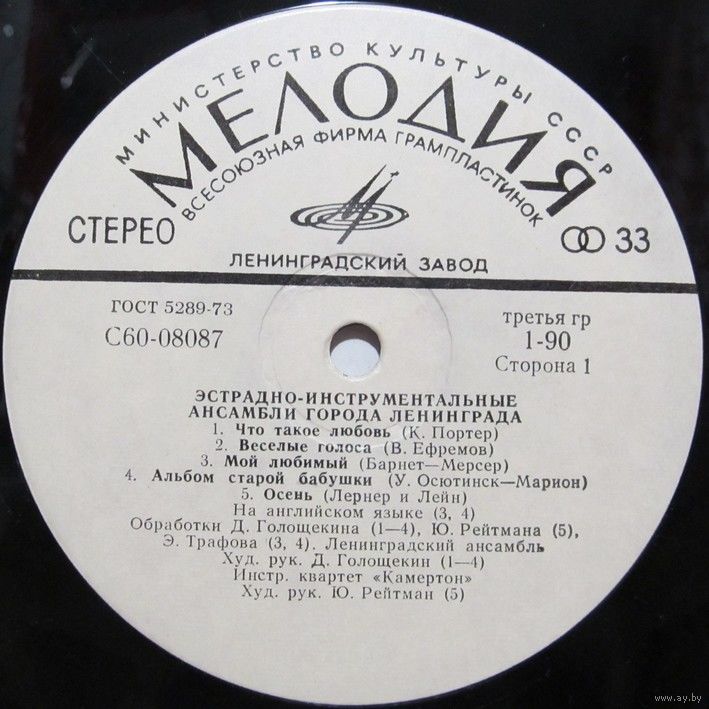 МИНИСТЕРСТВО КУЛЬТУРЫ СССР
МЕЛОДИЯ
ВСЕСОЮЗНАЯ ФИРМА ГРАМПЛАСТИНОК
СТЕРЕО
33
ЛЕНИНГРАДСКИЙ ЗАВОД
ГОСТ 5289-73
С60-08087
третья гр
1-90
Сторона 1
ЭСТРАДНО-ИНСТРУМЕНТАЛЬНЫЕ
АНСАМБЛИ ГОРОДА ЛЕНИНГРАДА
1. Что такое любовь (К. Портер)
2. Веселые голоса (В. Ефремов)
3. Мой любимый (Барнет—Мерсер)
4. Альбом старой бабушки (У. Осютинск—Марион)
5. Осень (Лернер и Лейн)
На английском языке (3, 4)
Обработки Д. Голощекина (1—4), Ю. Рейтмана (5),
Э. Трафова (3, 4). Ленинградский ансамбль
Худ. рук. Д. Голощекин (1—4)
Инстр. квартет «Камертон»
Худ. рук. Ю. Рейтман (5)
www.ay.by